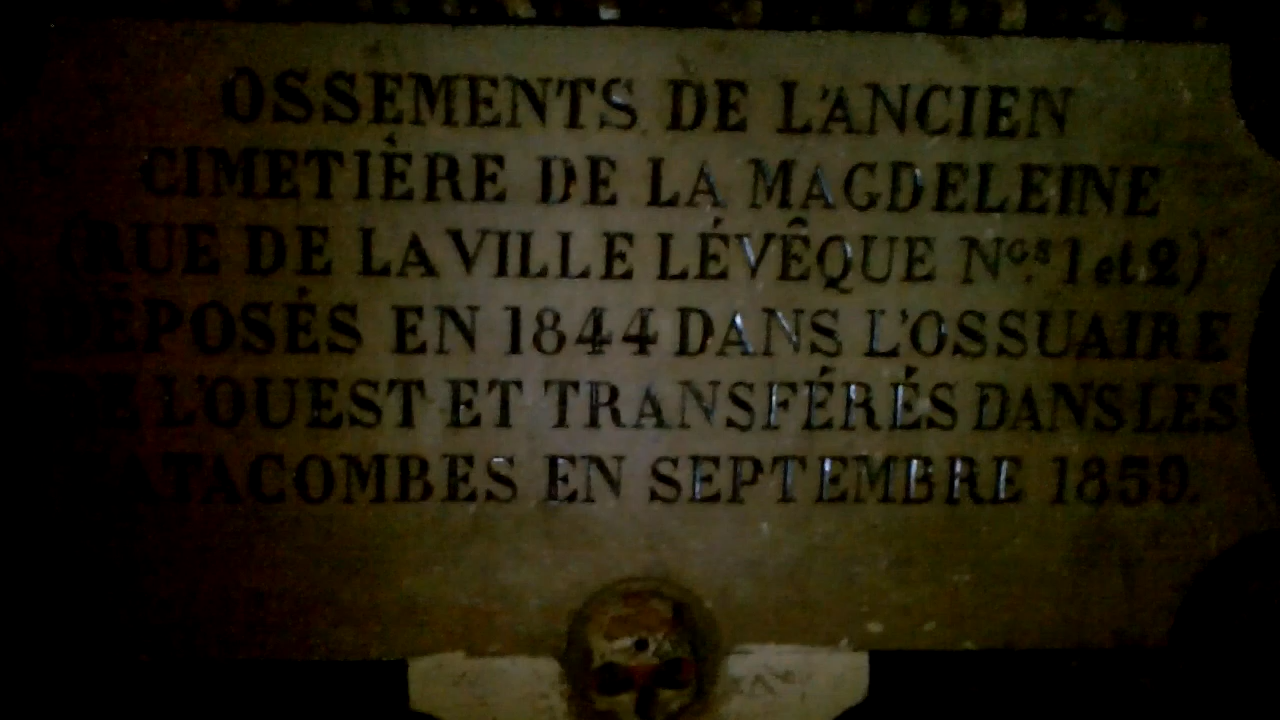 OSSEMENTS DE L'ANCIEN
CIMETIÈRE DE LA MAGDELEINE
(RUE DE LA VILLE LÉVÊQUE Nos. 1 et 2)
DÉPOSÉS EN 1844 DANS L'OSSUAIRE
DE L'OUEST ET TRANSFÉRÉS DANS LES
CATACOMBES EN SEPTEMBRE 1859.